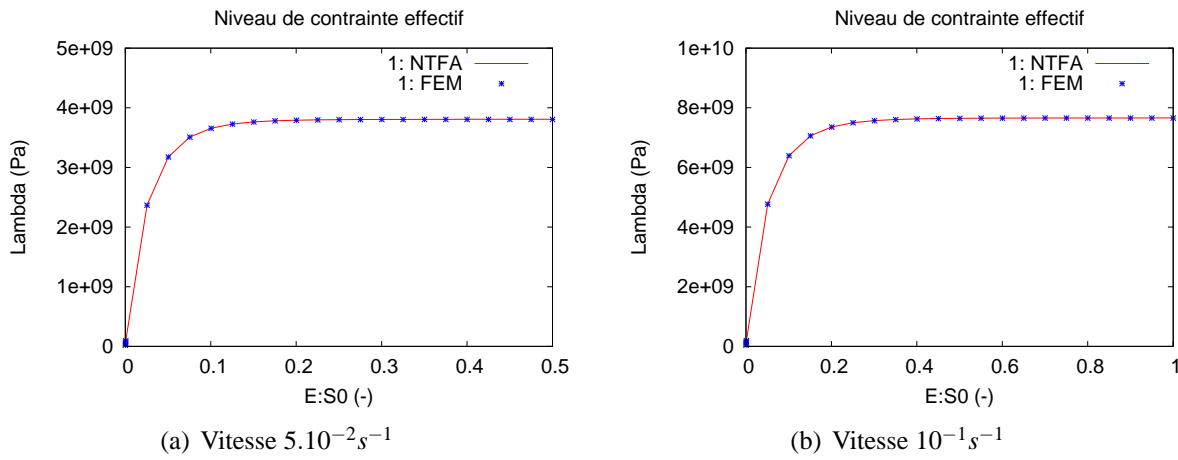 Niveau de contrainte effectif
5e+09
4e+09
3e+09
2e+09
1e+09
0
Lambda (Pa)
1: NTFA
1: FEM
0 0.1 0.2 0.3 0.4 0.5
E:S0 (-)
(a) Vitesse 5.10−2s−1
Niveau de contrainte effectif
1e+10
8e+09
6e+09
4e+09
2e+09
0
Lambda (Pa)
1: NTFA
1: FEM
0 0.2 0.4 0.6 0.8 1
E:S0 (-)
(b) Vitesse 10−1s−1